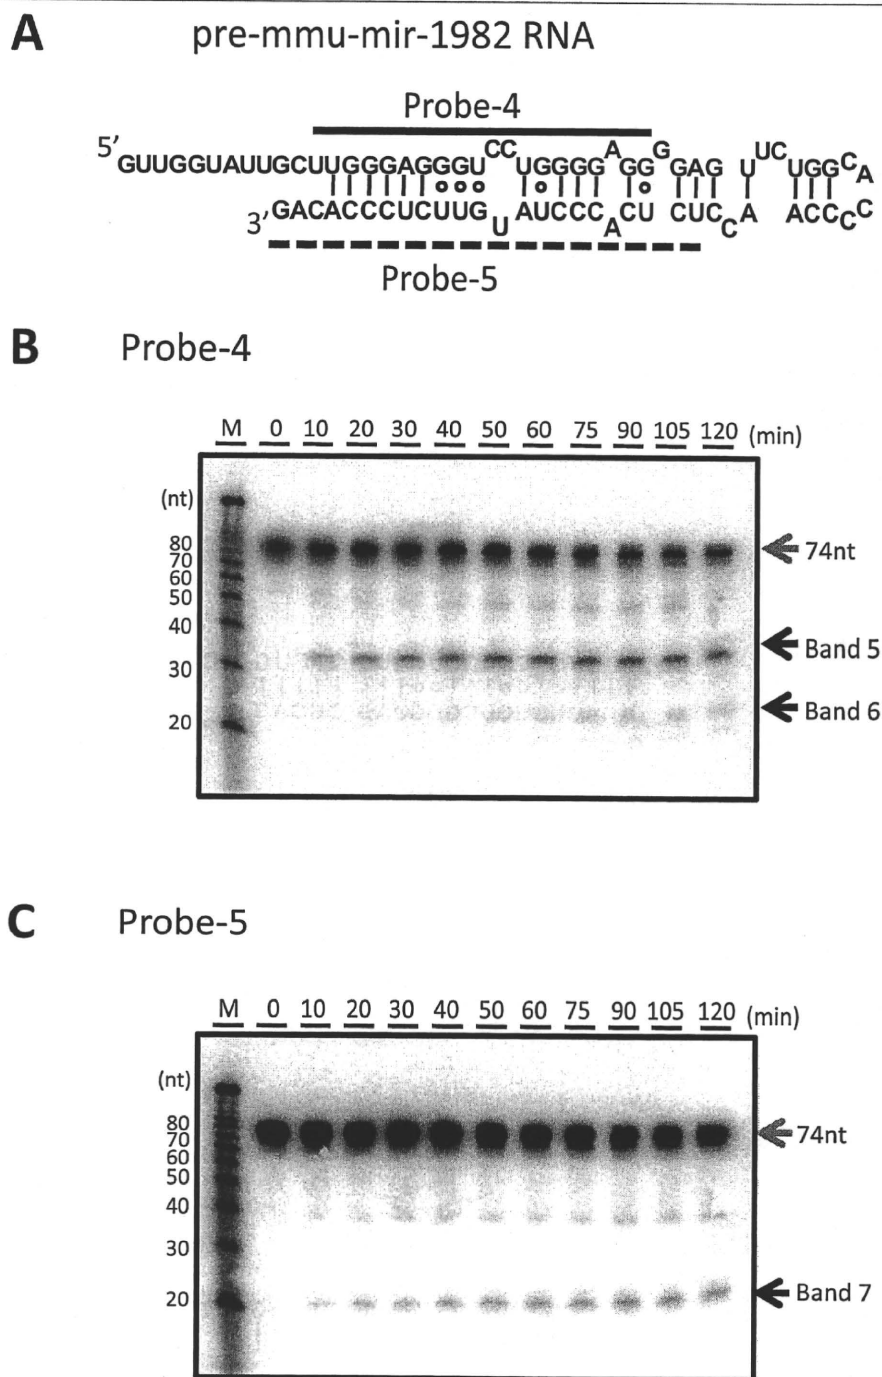 A
pre-mmu-mir-1982 RNA
Probe-4
5' GUUGGUAUUGCUUGGGAGGGU CC UGGGG A GG G GAG U UC UGG C A
3' GACACCCUCUUG U AUCCC A CU CUC C A ACC C C
Probe-5
B Probe-4
M 0 10 20 30 40 50 60 75 90 105 120 (min)
(nt)
80
70
60
50
40
30
20
74nt
Band 5
Band 6
C Probe-5
M 0 10 20 30 40 50 60 75 90 105 120 (min)
(nt)
80
70
60
50
40
30
20
74nt
Band 7